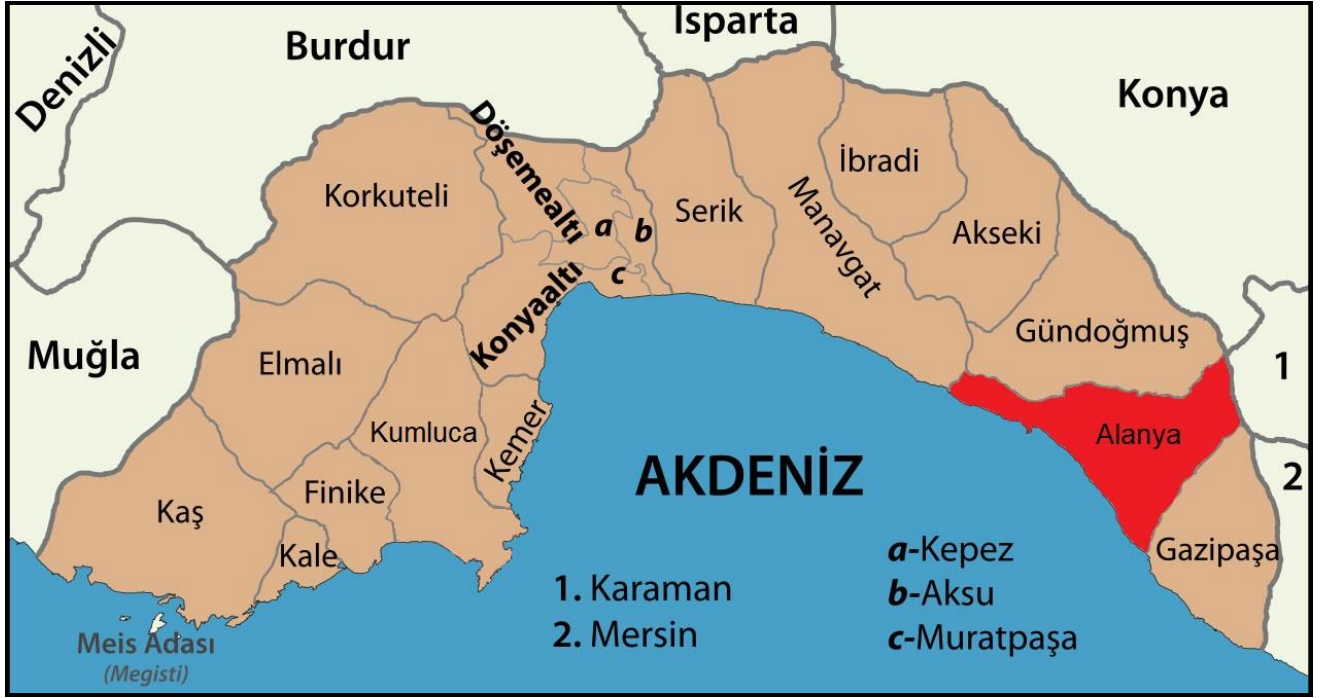 Denizli
Burdur
Isparta
Konya
Muğla
Korkuteli
Döşemealtı
Konyaaltı
a
b
c
Serik
Manavgat
İbradi
Akseki
Gündoğmuş
Elmalı
Kumluca
Kemer
Alanya
1
2
Kaş
Finike
Kale
Gazipaşa
AKDENİZ
Meis Adası
(Megisti)
1. Karaman
2. Mersin
a-Kepez
b-Aksu
c-Muratpaşa